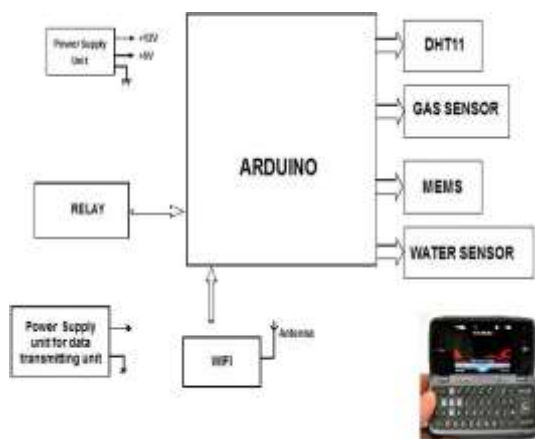 Power Supply
Unit
+12V
+5V
ARDUINO
DHT11
GAS SENSOR
MEMS
WATER SENSOR
RELAY
Power Supply
unit for data
transmitting unit
WIFI
Antenna